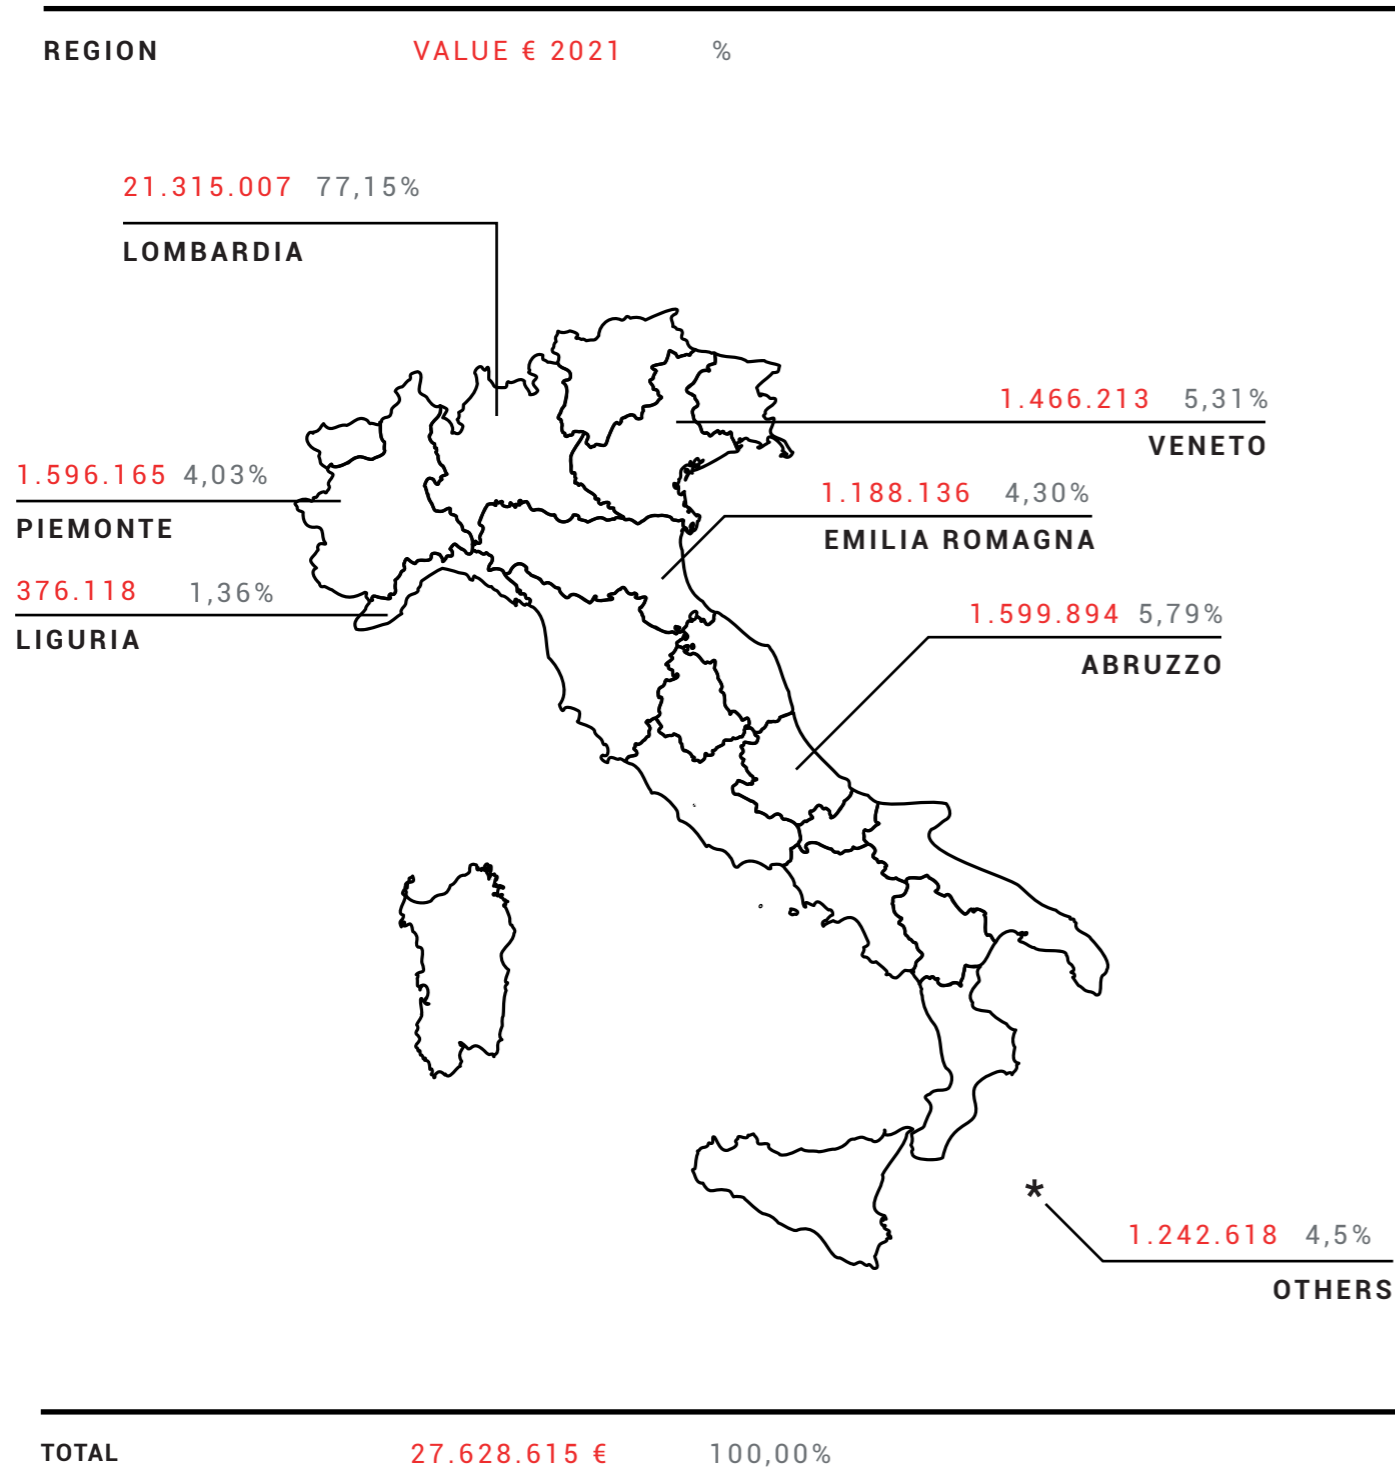 REGION VALUE € 2021 %
21.315.007 77,15%
LOMBARDIA
1.466.213 5,31%
VENETO
1.596.165 4,03%
PIEMONTE
1.188.136 4,30%
EMILIA ROMAGNA
376.118 1,36%
LIGURIA
1.599.894 5,79%
ABRUZZO
*
1.242.618 4,5%
OTHERS
TOTAL 27.628.615 € 100,00%